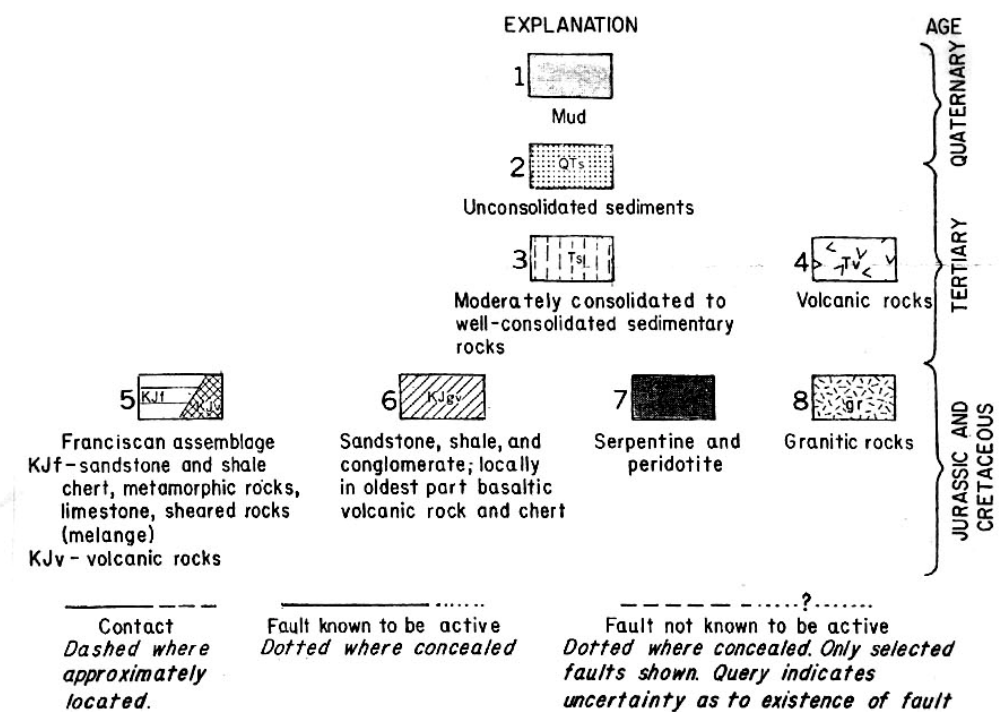 EXPLANATION
AGE
1
Mud
QUATERNARY
2 QTs
Unconsolidated sediments
3 Ts
Moderately consolidated to
well-consolidated sedimentary
rocks
4 Tv
Volcanic rocks
TERTIARY
5 KJf KJv
Franciscan assemblage
KJf-sandstone and shale
chert, metamorphic rocks,
limestone, sheared rocks
(melange)
KJv - volcanic rocks
6 KJgv
Sandstone, shale, and
conglomerate; locally
in oldest part basaltic
volcanic rock and chert
7
Serpentine and
peridotite
8 gr
Granitic rocks
JURASSIC AND
CRETACEOUS
Contact
Dashed where
approximately
located.
Fault known to be active
Dotted where concealed
?
Fault not known to be active
Dotted where concealed. Only selected
faults shown. Query indicates
uncertainty as to existence of fault